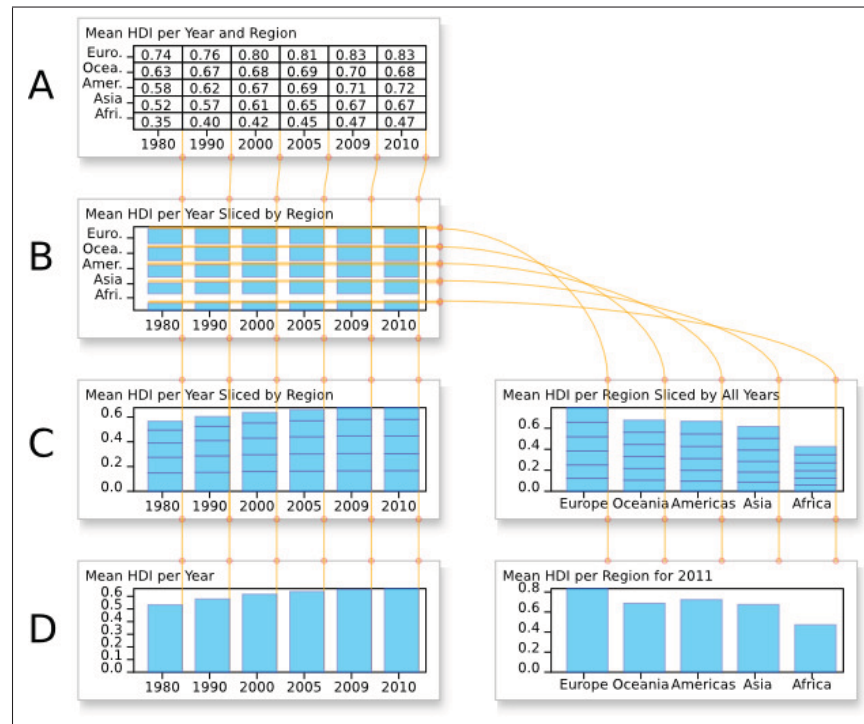 A
Mean HDI per Year and Region
Euro. 0.74 0.76 0.80 0.81 0.83 0.83
Ocea. 0.63 0.67 0.68 0.69 0.70 0.68
Amer. 0.58 0.62 0.67 0.69 0.71 0.72
Asia 0.52 0.57 0.61 0.65 0.67 0.67
Afri. 0.35 0.40 0.42 0.45 0.47 0.47
1980 1990 2000 2005 2009 2010
B
Mean HDI per Year Sliced by Region
Euro.
Ocea.
Amer.
Asia
Afri.
1980 1990 2000 2005 2009 2010
C
Mean HDI per Year Sliced by Region
0.6
0.4
0.2
0.0
1980 1990 2000 2005 2009 2010
Mean HDI per Region Sliced by All Years
0.6
0.4
0.2
0.0
Europe Oceania Americas Asia Africa
D
Mean HDI per Year
0.6
0.5
0.4
0.3
0.2
0.1
0.0
1980 1990 2000 2005 2009 2010
Mean HDI per Region for 2011
0.8
0.6
0.4
0.2
0.0
Europe Oceania Americas Asia Africa